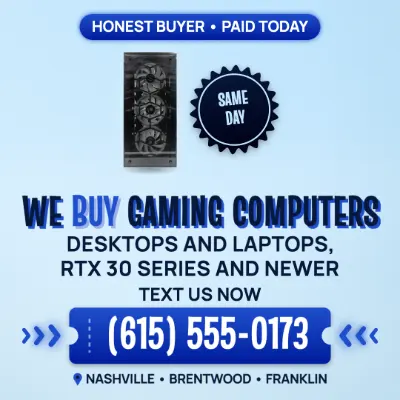 HONEST BUYER • PAID TODAY
SAME
DAY
WE BUY GAMING COMPUTERS
DESKTOPS AND LAPTOPS,
RTX 30 SERIES AND NEWER
TEXT US NOW
(615) 555-0173
NASHVILLE • BRENTWOOD • FRANKLIN